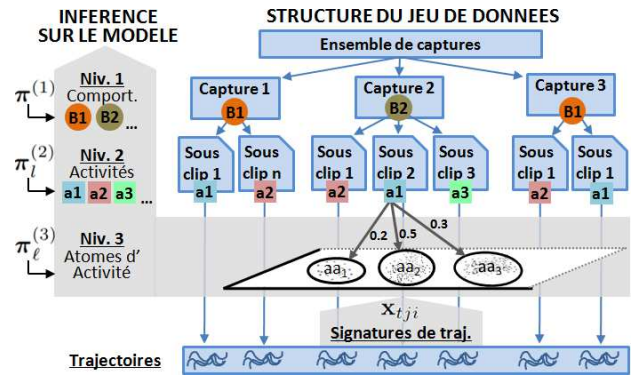 INFERENCE
SUR LE MODELE
STRUCTURE DU JEU DE DONNEES
Ensemble de captures
π^(1)
Niv. 1
Comport.
B1 B2 ...
Capture 1
B1
Capture 2
B2
Capture 3
B1
π_l^(2)
Niv. 2
Activités
a1 a2 a3 ...
Sous
clip 1
a1
Sous
clip n
a2
Sous
clip 1
a2
Sous
clip 2
a1
Sous
clip 3
a3
Sous
clip 1
a2
Sous
clip 1
a1
π_ℓ^(3)
Niv. 3
Atomes d'
Activité
0.2 0.5 0.3
aa₁ aa₂ aa₃
x_tji
Signatures de traj.
Trajectoires